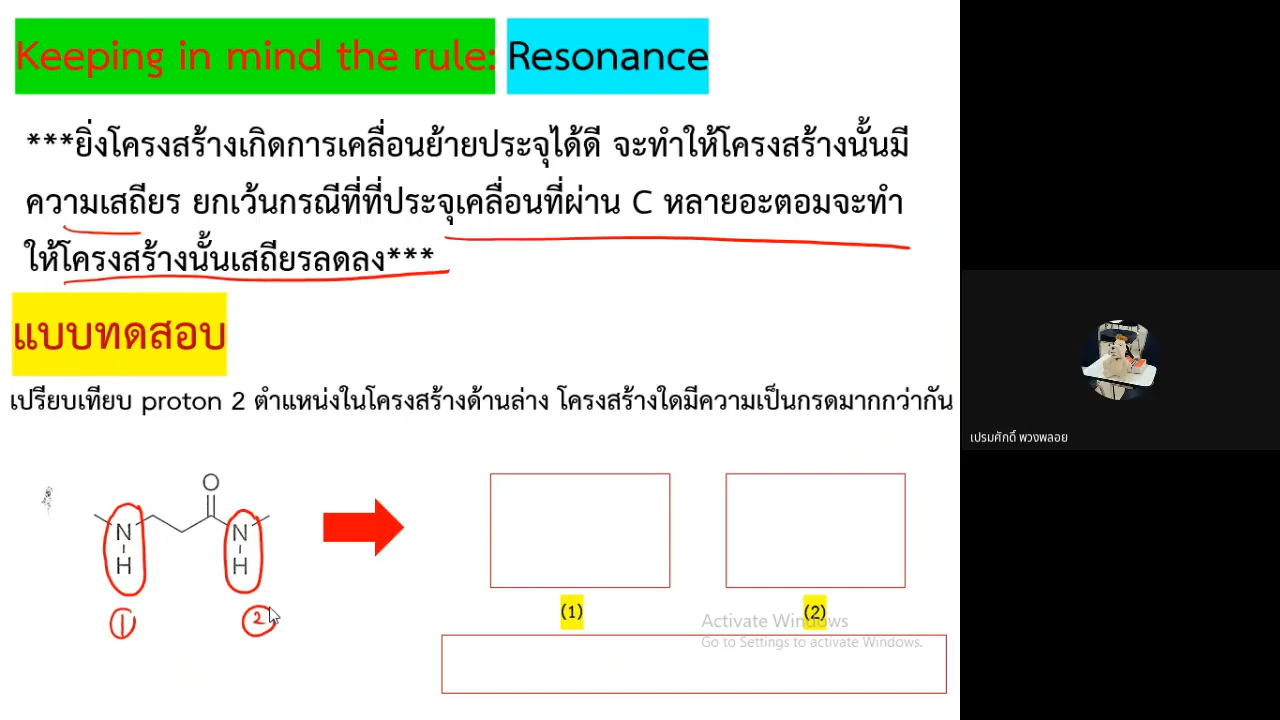 Keeping in mind the rule: Resonance
***ยิ่งโครงสร้างเกิดการเคลื่อนย้ายประจุได้ดี จะทำให้โครงสร้างนั้นมี
ความเสถียร ยกเว้นกรณีที่ที่ประจุเคลื่อนที่ผ่าน C หลายอะตอมจะทำ
ให้โครงสร้างนั้นเสถียรลดลง***
แบบทดสอบ
เปรียบเทียบ proton 2 ตำแหน่งในโครงสร้างด้านล่าง โครงสร้างใดมีความเป็นกรดมากกว่ากัน
เปรมศักดิ์ พวงพลอย
O
N N
H H
1 2
(1) (2)
Activate Windows
Go to Settings to activate Windows.